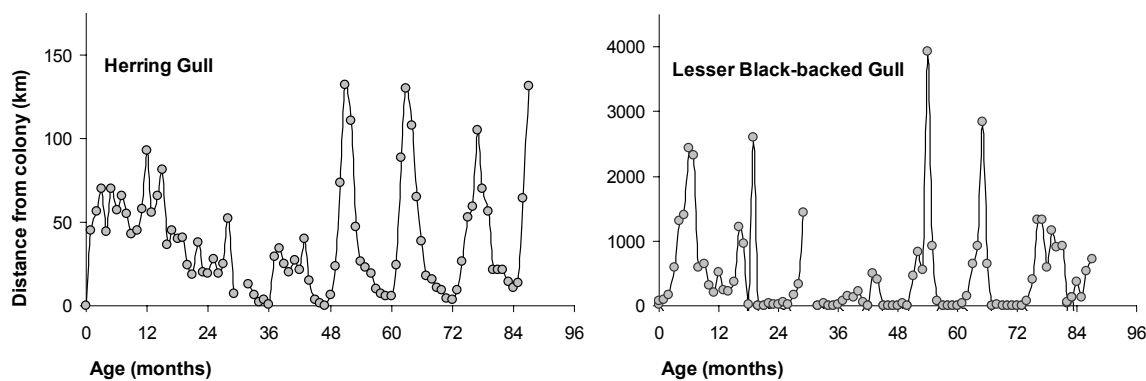 Herring Gull
Distance from colony (km)
150
100
50
0
0 12 24 36 48 60 72 84 96
Age (months)
Lesser Black-backed Gull
4000
3000
2000
1000
0
0 12 24 36 48 60 72 84 96
Age (months)